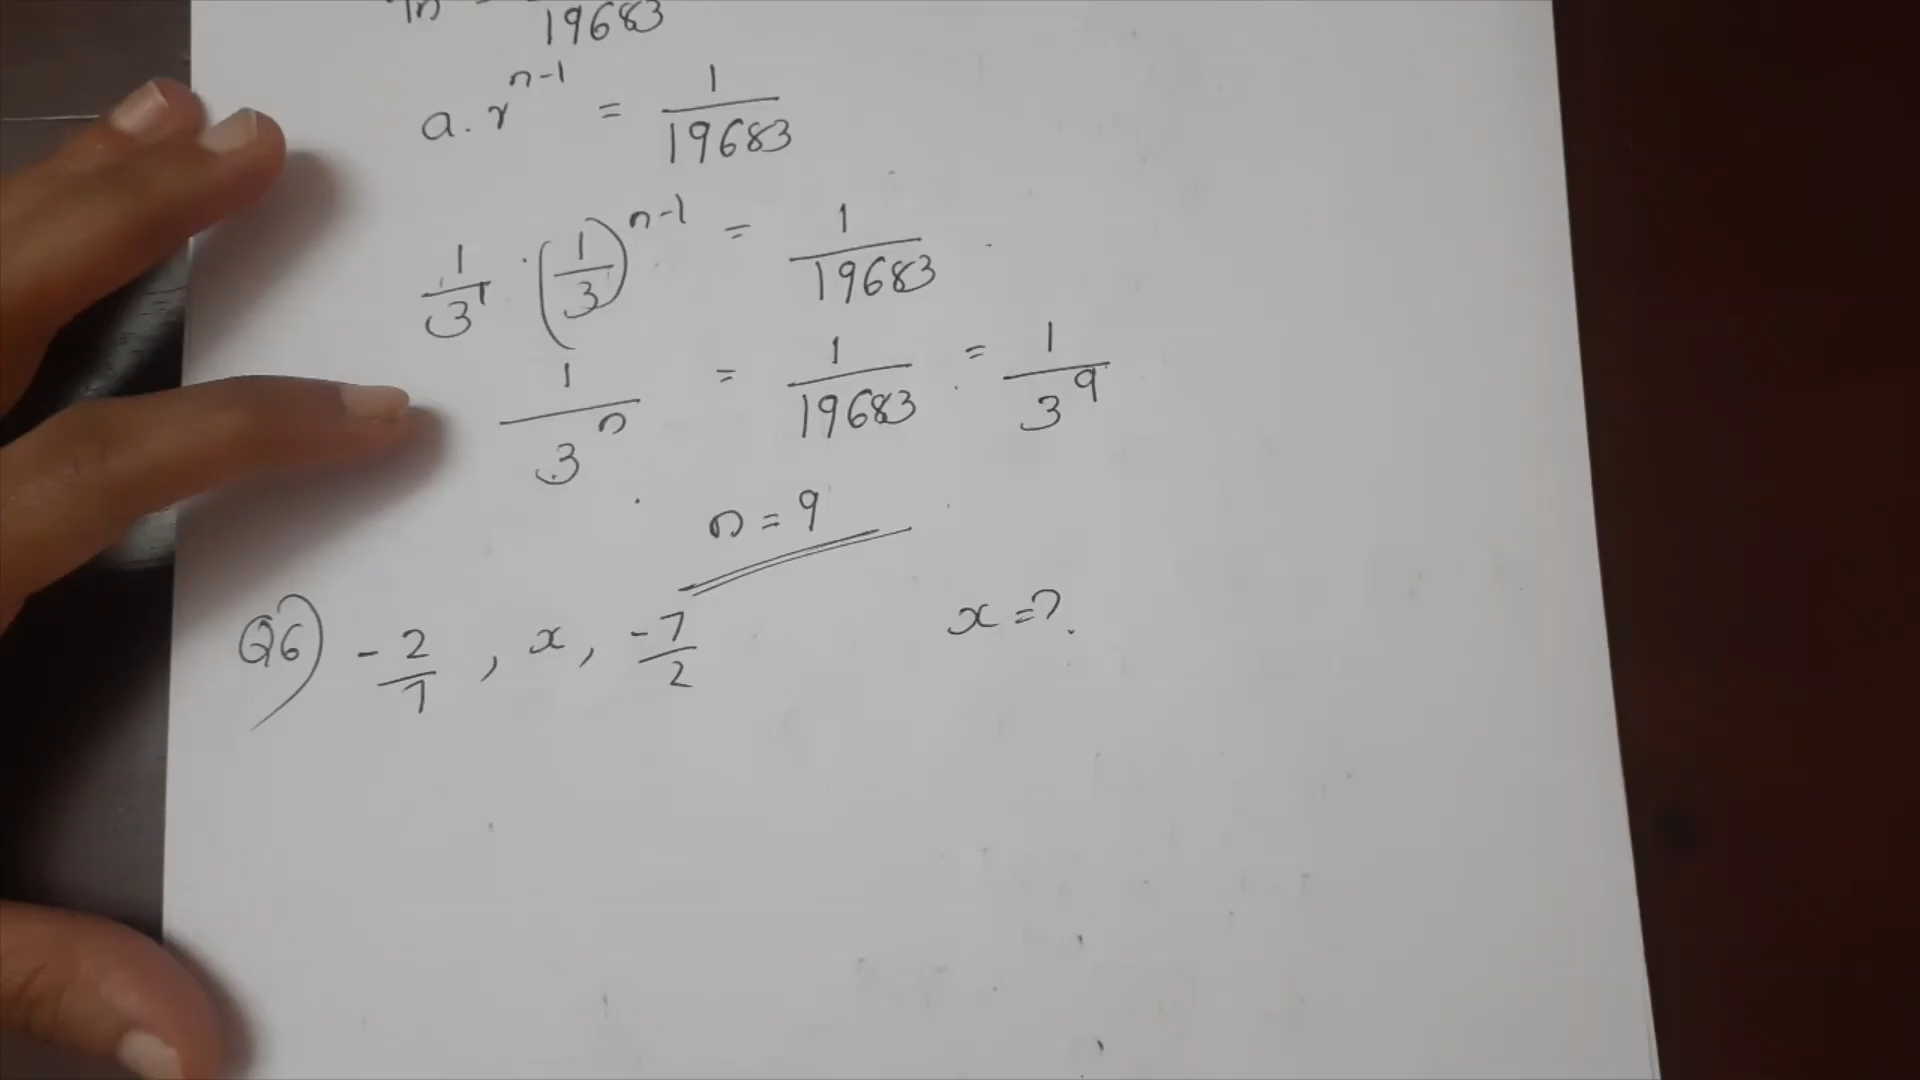 19683
a. r^{n-1} = 1/19683
1/3^1 . (1/3)^{n-1} = 1/19683
1/3^n = 1/19683 = 1/3^9
n = 9
Q6) -2/7 , x, -7/2 x = ?.